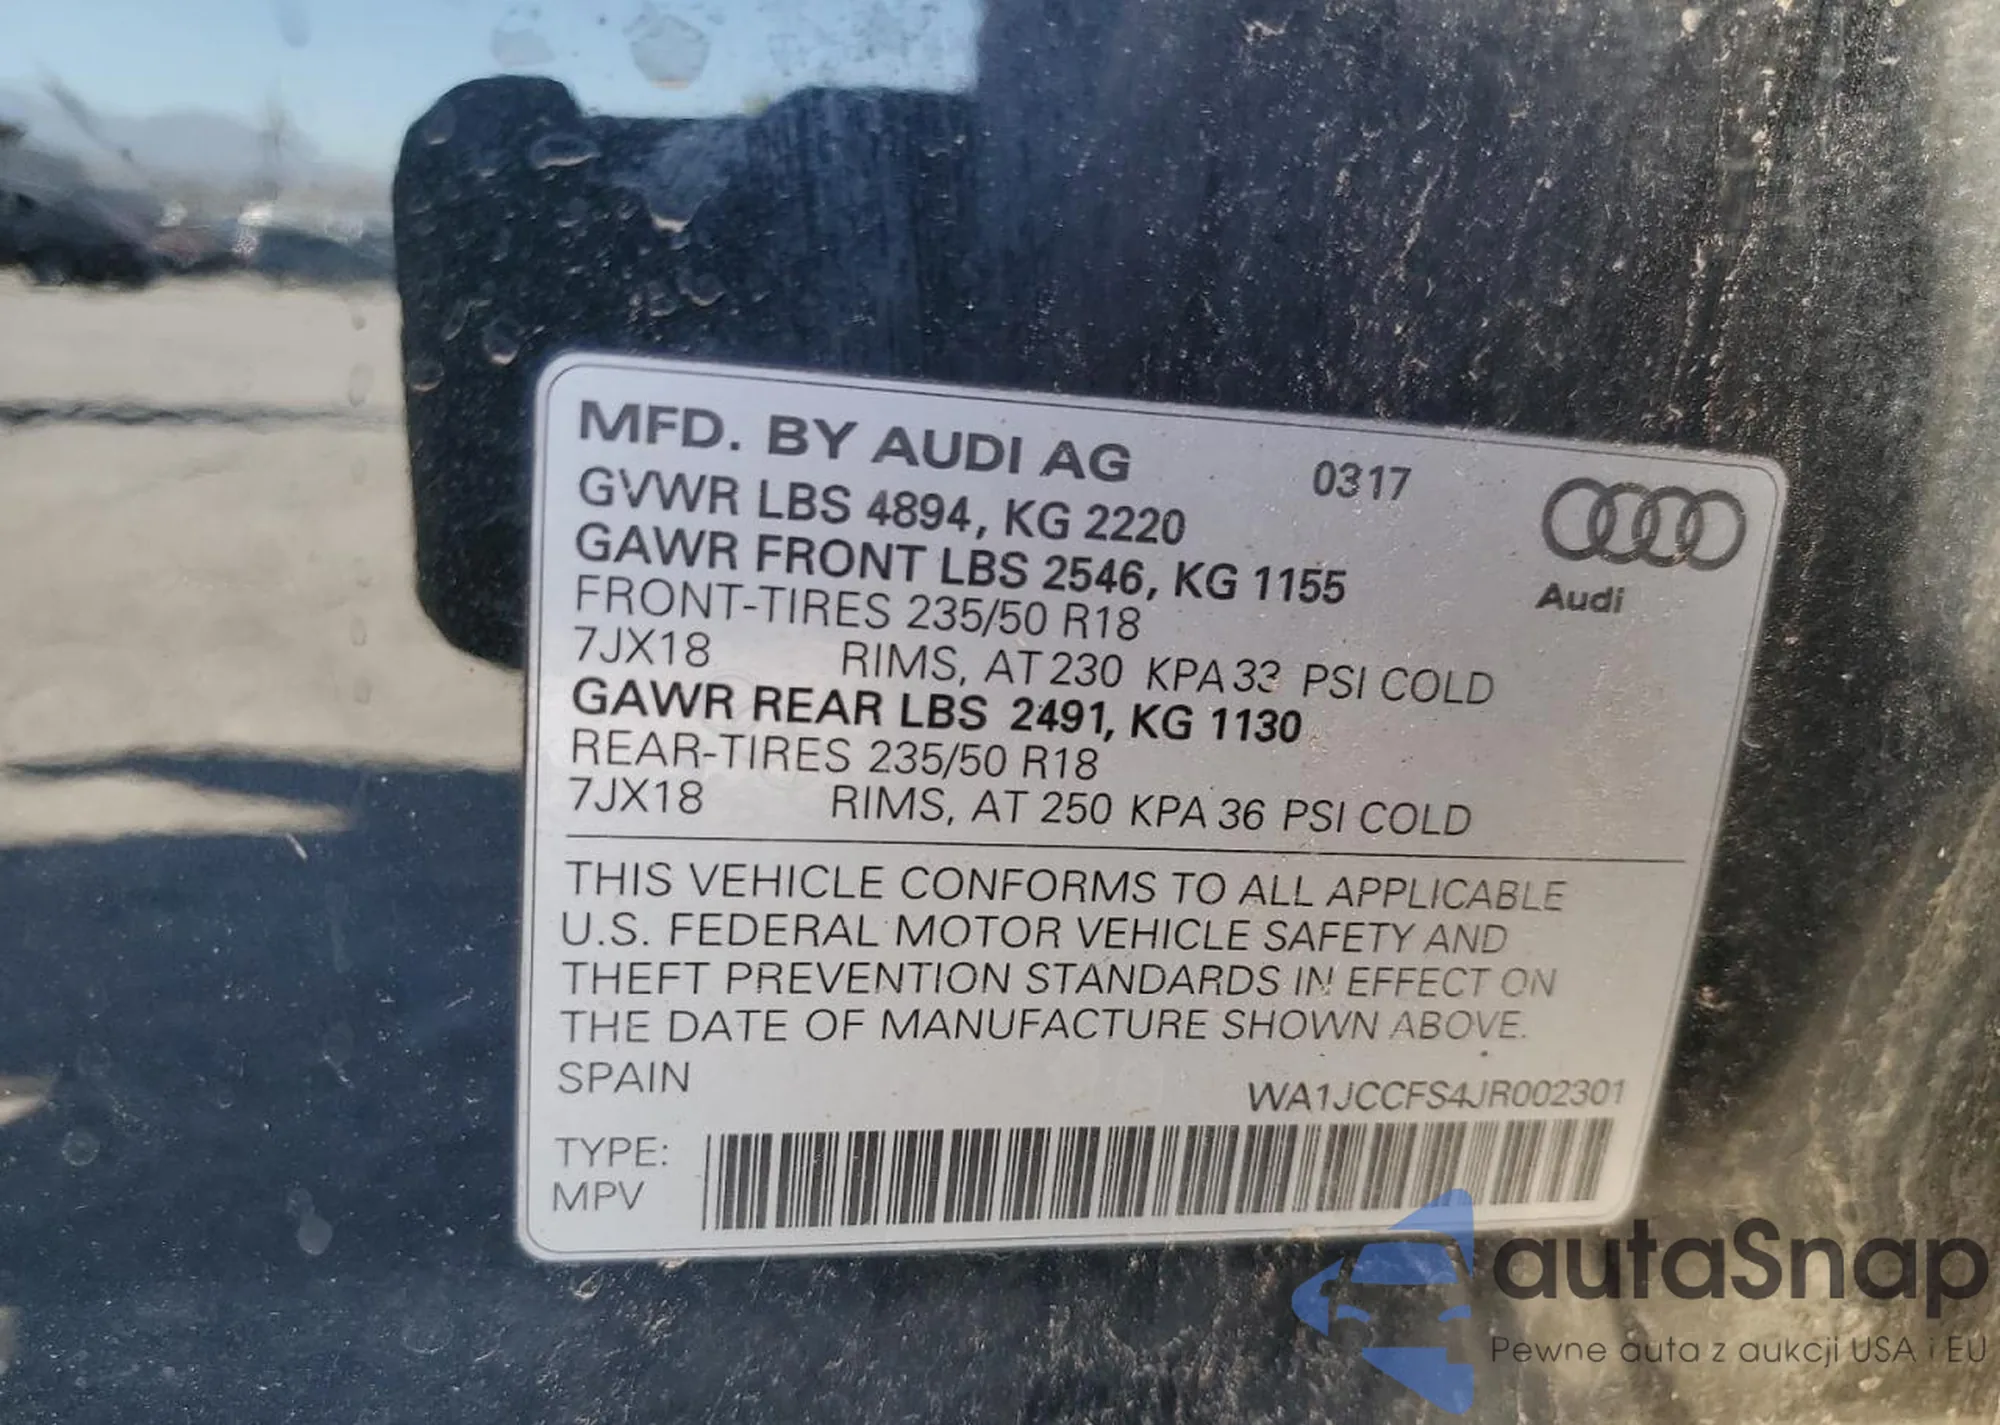 MFD. BY AUDI AG 0317
GVWR LBS 4894, KG 2220
GAWR FRONT LBS 2546, KG 1155
Audi
FRONT-TIRES 235/50 R18
7JX18 RIMS, AT 230 KPA 33 PSI COLD
GAWR REAR LBS 2491, KG 1130
REAR-TIRES 235/50 R18
7JX18 RIMS, AT 250 KPA 36 PSI COLD
THIS VEHICLE CONFORMS TO ALL APPLICABLE
U.S. FEDERAL MOTOR VEHICLE SAFETY AND
THEFT PREVENTION STANDARDS IN EFFECT ON
THE DATE OF MANUFACTURE SHOWN ABOVE.
SPAIN
WA1JCCFS4JR002301
TYPE:
MPV
autaSnap
Pewne auta z aukcji USA i EU